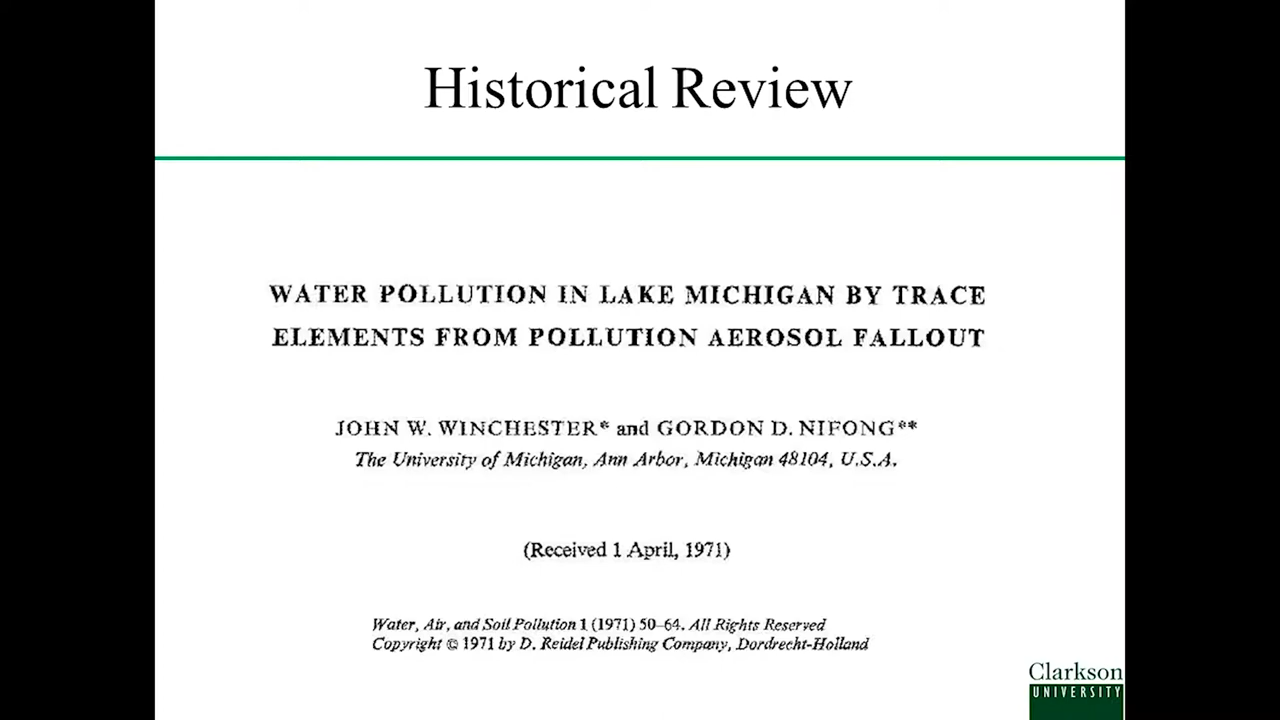 Historical Review
WATER POLLUTION IN LAKE MICHIGAN BY TRACE
ELEMENTS FROM POLLUTION AEROSOL FALLOUT
JOHN W. WINCHESTER* and GORDON D. NIFONG**
The University of Michigan, Ann Arbor, Michigan 48104, U.S.A.
(Received 1 April, 1971)
Water, Air, and Soil Pollution 1 (1971) 50–64. All Rights Reserved
Copyright © 1971 by D. Reidel Publishing Company, Dordrecht-Holland
Clarkson
UNIVERSITY